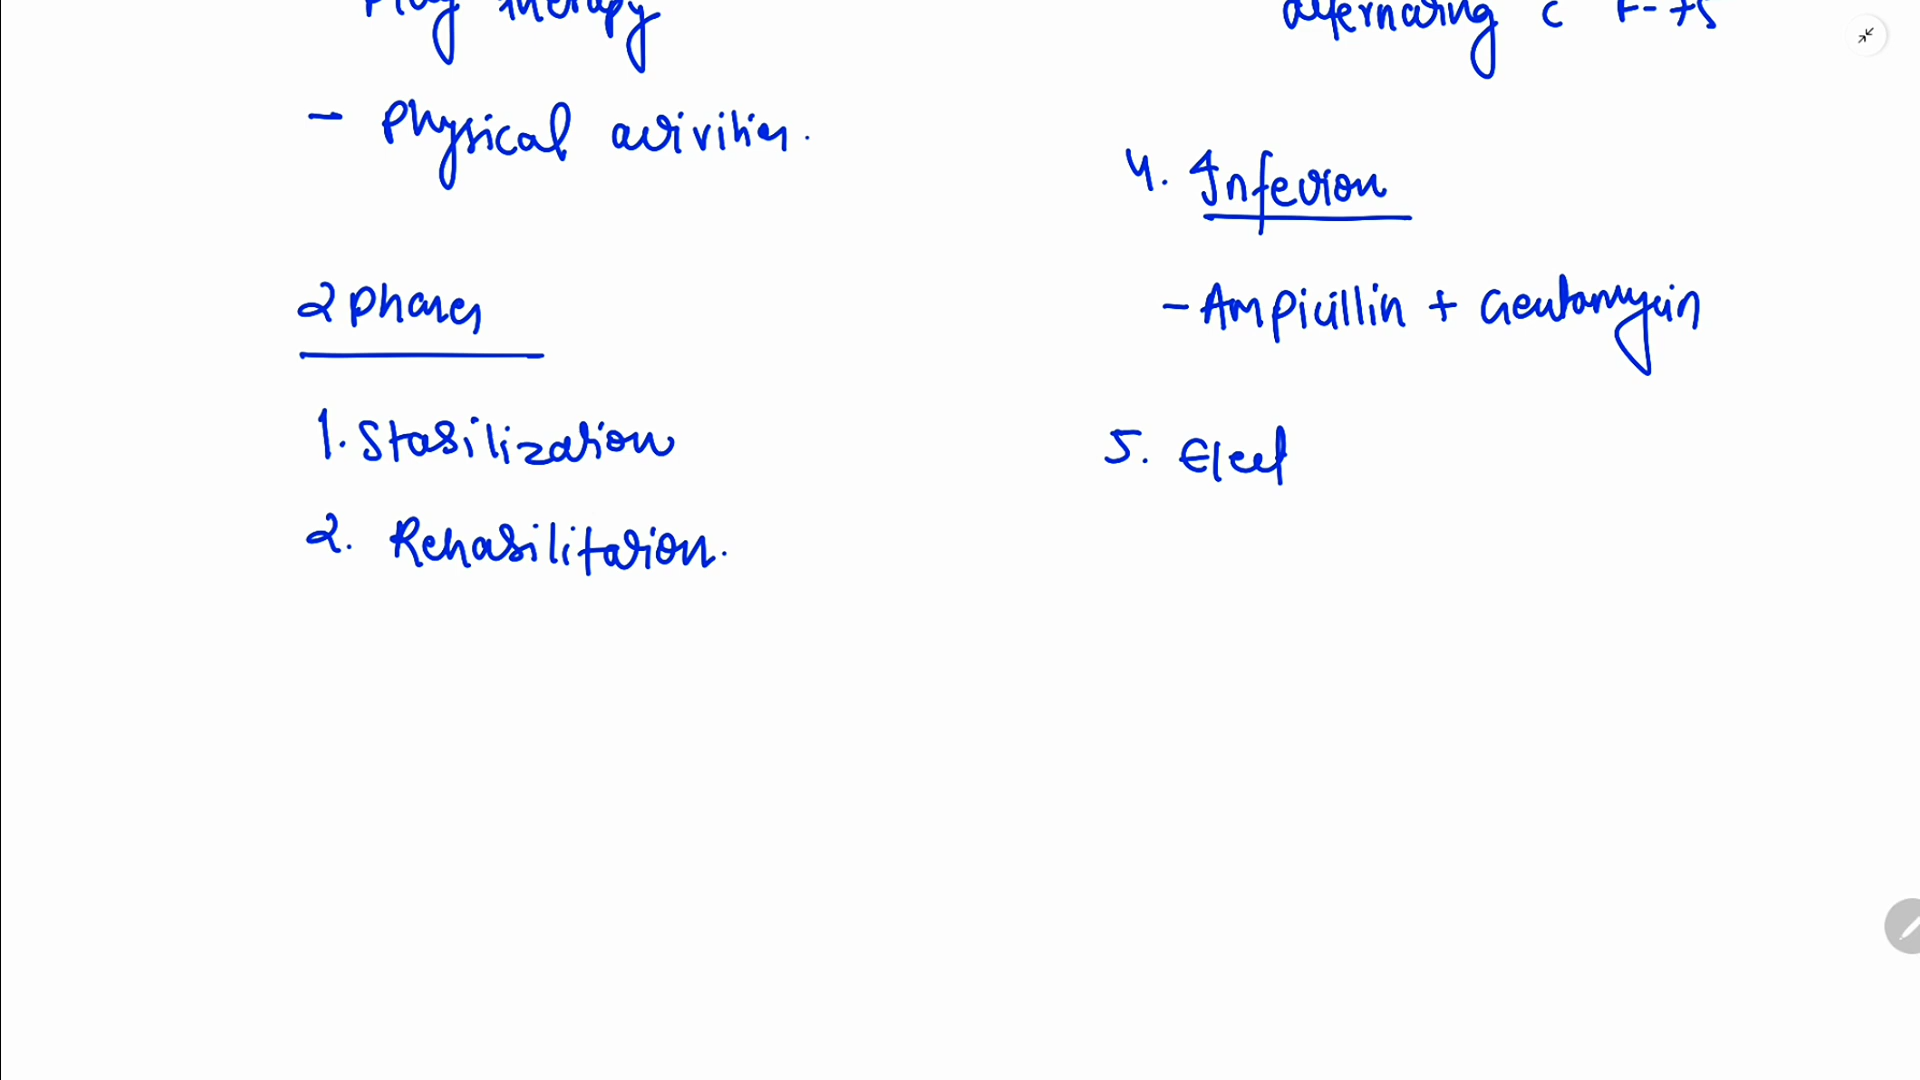 Play therapy
- Physical activities.
2 phases
1. Stabilization
2. Rehabilitation.
alternating c F-75
4. Infection
- Ampicillin + Gentamycin
5. Elect